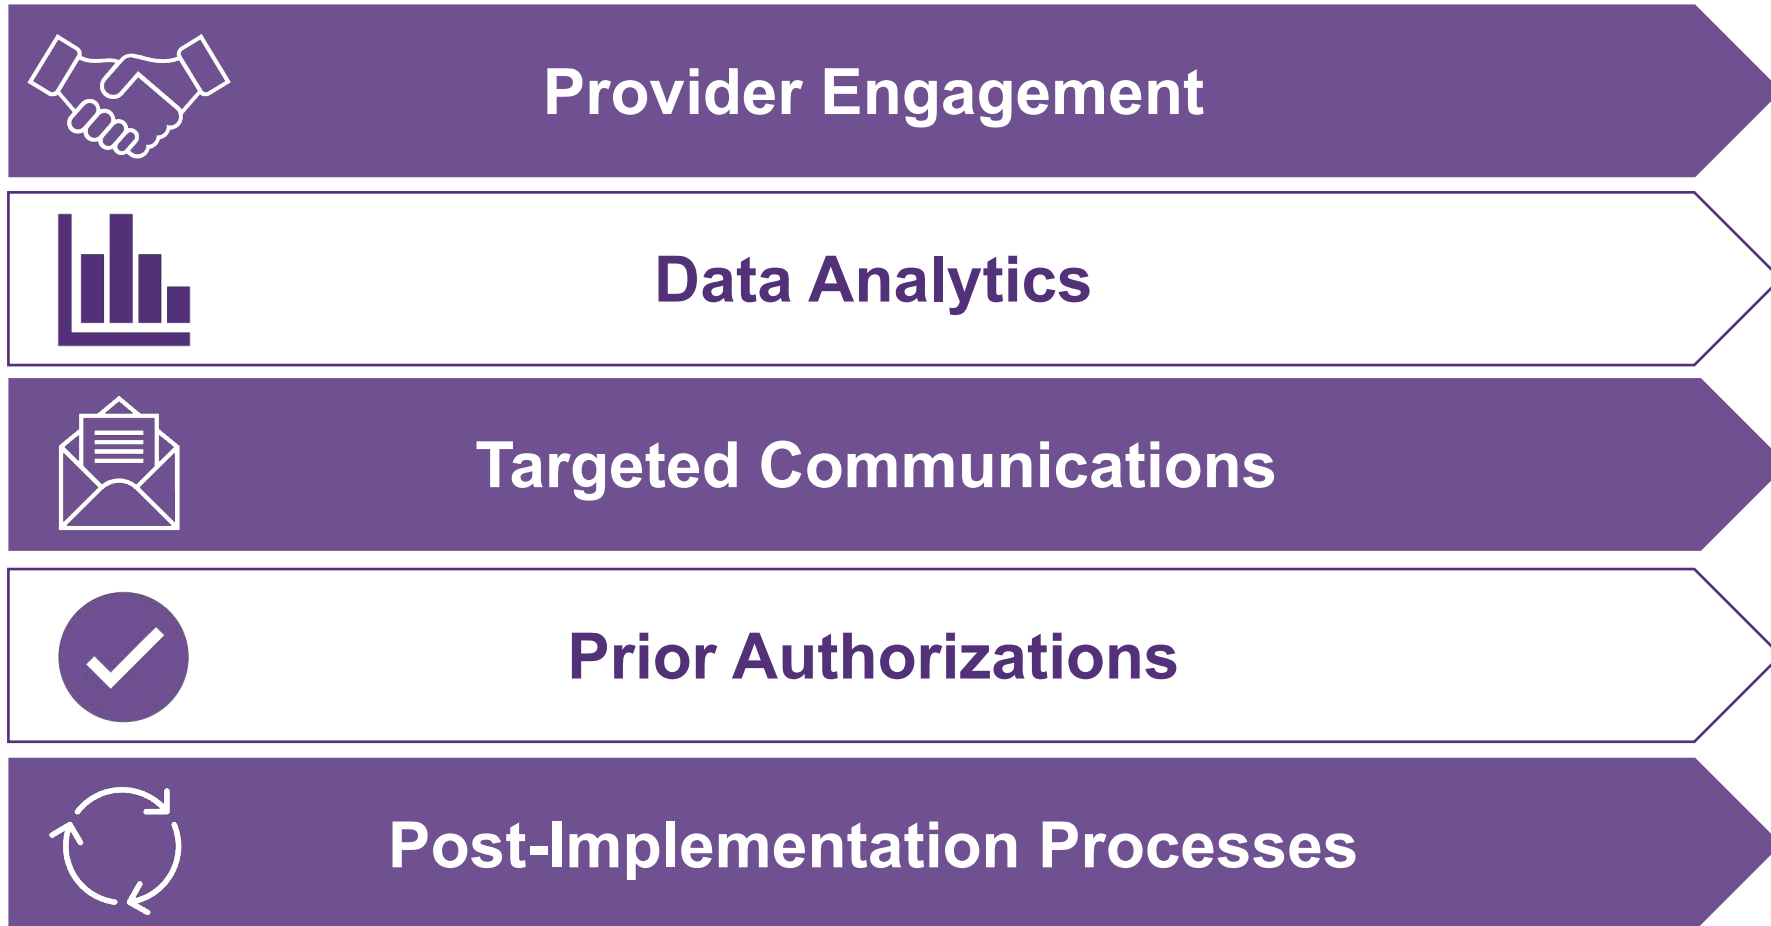 Provider Engagement
Data Analytics
Targeted Communications
Prior Authorizations
Post-Implementation Processes